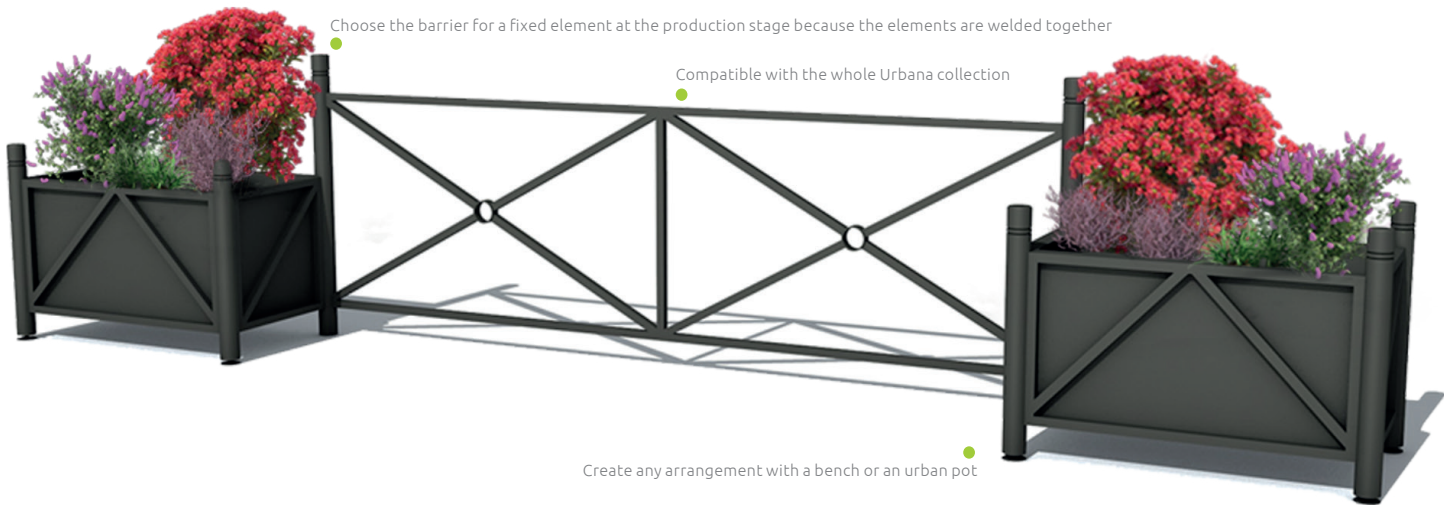 Choose the barrier for a fixed element at the production stage because the elements are welded together
Compatible with the whole Urbana collection
Create any arrangement with a bench or an urban pot